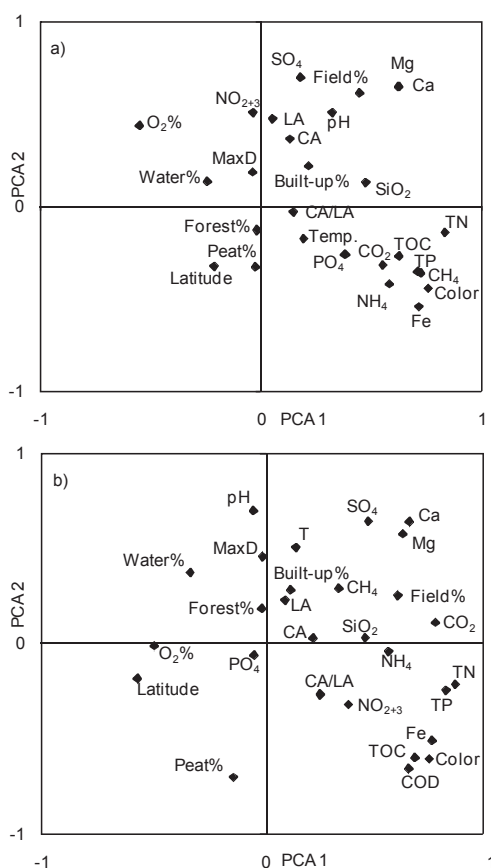 1
a)
SO₄
Mg
Field%
Ca
NO₂₊₃
O₂%
LA
pH
CA
MaxD
Water%
Built-up%
SiO₂
PCA 2
0
CA/LA
Forest%
Temp.
TN
Peat%
PO₄
CO₂
TOC
TP
Latitude
CH₄
NH₄
Color
Fe
-1
-1
0
PCA 1
1
1
b)
pH
SO₄
Ca
MaxD
T
Mg
Water%
Built-up%
CH₄
Field%
Forest%
LA
CO₂
CA
SiO₂
PCA 2
0
O₂%
PO₄
NH₄
Latitude
CA/LA
TN
NO₂₊₃
TP
Fe
Peat%
TOC
Color
COD
-1
-1
0
PCA 1
1